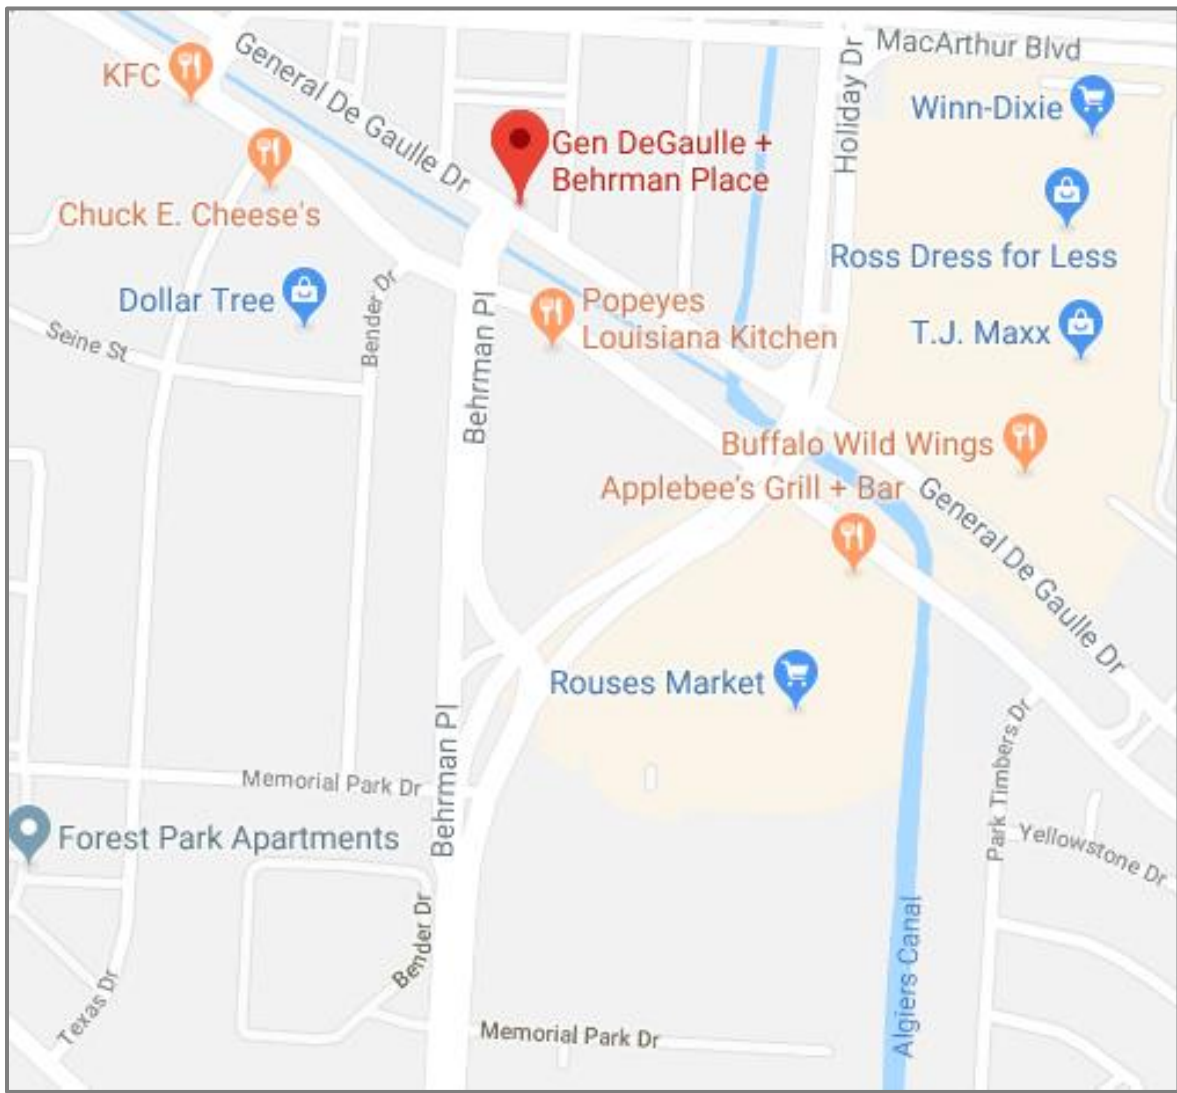 General De Gaulle Dr
MacArthur Blvd
Holiday Dr
KFC
Winn-Dixie
Gen DeGaulle +
Behrman Place
Chuck E. Cheese's
Ross Dress for Less
Dollar Tree
Bender Dr
Popeyes
Louisiana Kitchen
T.J. Maxx
Seine St
Behrman Pl
Buffalo Wild Wings
Applebee's Grill + Bar
General De Gaulle Dr
Rouses Market
Behrman Pl
Memorial Park Dr
Park Timbers Dr
Forest Park Apartments
Yellowstone Dr
Bender Dr
Algiers Canal
Texas Dr
Memorial Park Dr